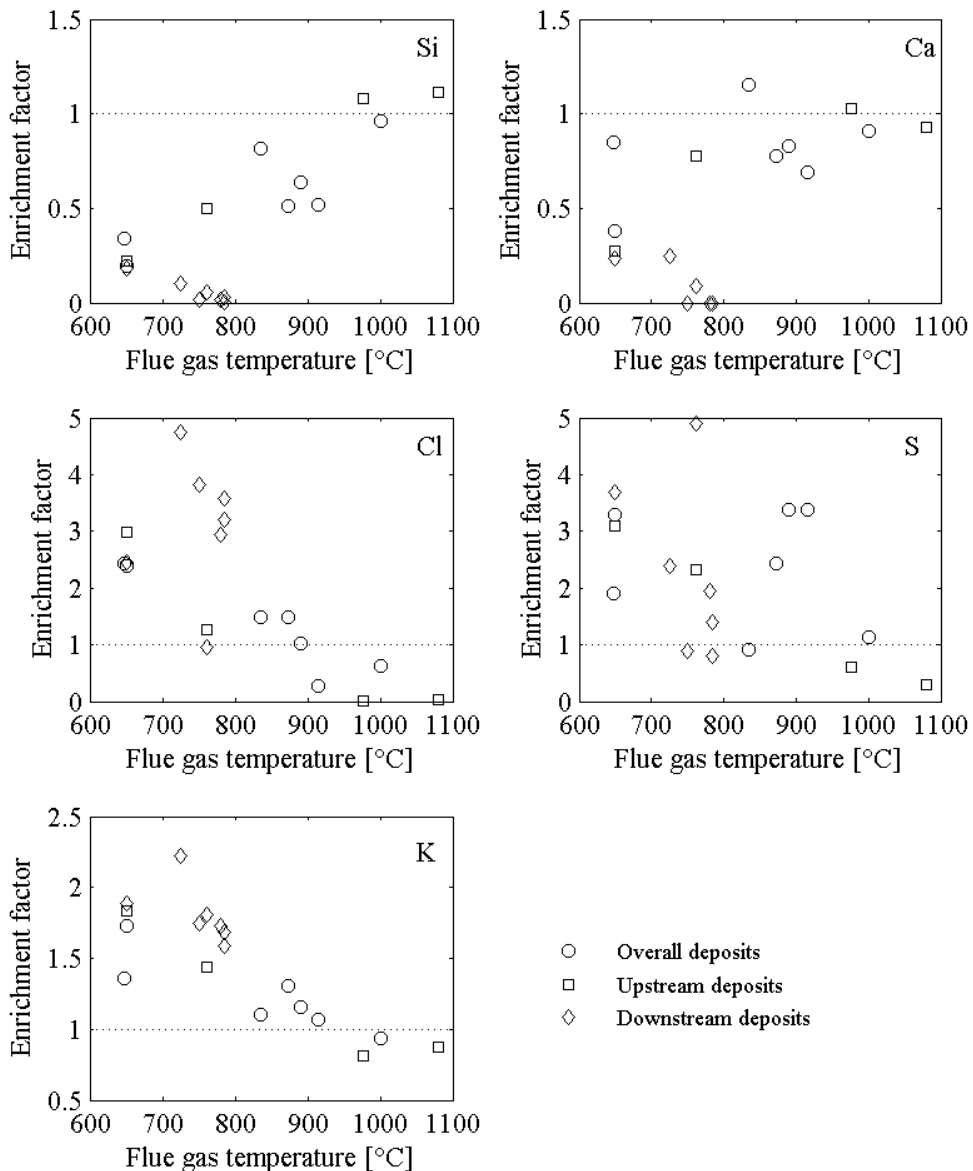 Si
Enrichment factor
1.5
1
0.5
0
600 700 800 900 1000 1100
Flue gas temperature [°C]
Ca
Enrichment factor
1.5
1
0.5
0
600 700 800 900 1000 1100
Flue gas temperature [°C]
Cl
Enrichment factor
5
4
3
2
1
0
600 700 800 900 1000 1100
Flue gas temperature [°C]
S
Enrichment factor
5
4
3
2
1
0
600 700 800 900 1000 1100
Flue gas temperature [°C]
K
Enrichment factor
2.5
2
1.5
1
0.5
600 700 800 900 1000 1100
Flue gas temperature [°C]
Overall deposits
Upstream deposits
Downstream deposits